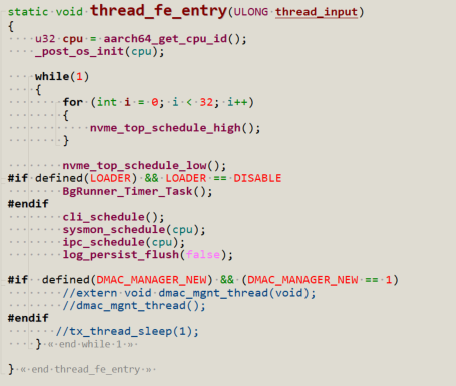 static void thread_fe_entry(ULONG thread_input)
{
    u32 cpu = aarch64_get_cpu_id();
    _post_os_init(cpu);

    while(1)
    {
        for (int i = 0; i < 32; i++)
        {
            nvme_top_schedule_high();
        }

        nvme_top_schedule_low();
#if defined(LOADER) && LOADER == DISABLE
        BgRunner_Timer_Task();
#endif
        cli_schedule();
        sysmon_schedule(cpu);
        ipc_schedule(cpu);
        log_persist_flush(false);

#if  defined(DMAC_MANAGER_NEW) && (DMAC_MANAGER_NEW == 1)
        //extern void dmac_mgnt_thread(void);
        //dmac_mgnt_thread();
#endif
        //tx_thread_sleep(1);
    } « end while 1 »

} « end thread_fe_entry »